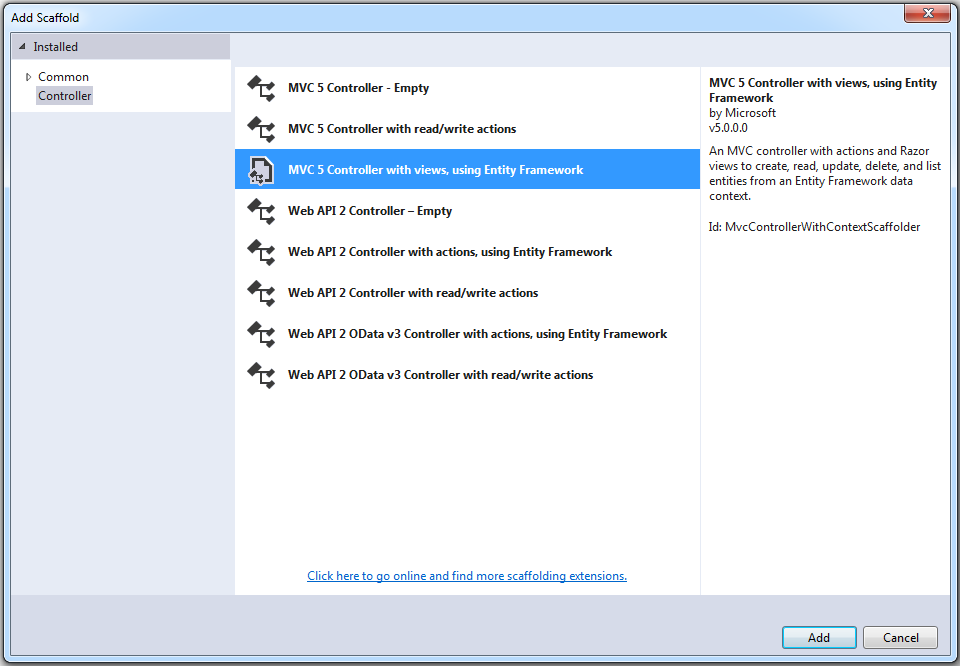 Add Scaffold
Installed
Common
Controller
MVC 5 Controller - Empty
MVC 5 Controller with read/write actions
MVC 5 Controller with views, using Entity Framework
Web API 2 Controller – Empty
Web API 2 Controller with actions, using Entity Framework
Web API 2 Controller with read/write actions
Web API 2 OData v3 Controller with actions, using Entity Framework
Web API 2 OData v3 Controller with read/write actions
Click here to go online and find more scaffolding extensions.
MVC 5 Controller with views, using Entity
Framework
by Microsoft
v5.0.0.0
An MVC controller with actions and Razor
views to create, read, update, delete, and list
entities from an Entity Framework data
context.
Id: MvcControllerWithContextScaffolder
Add
Cancel